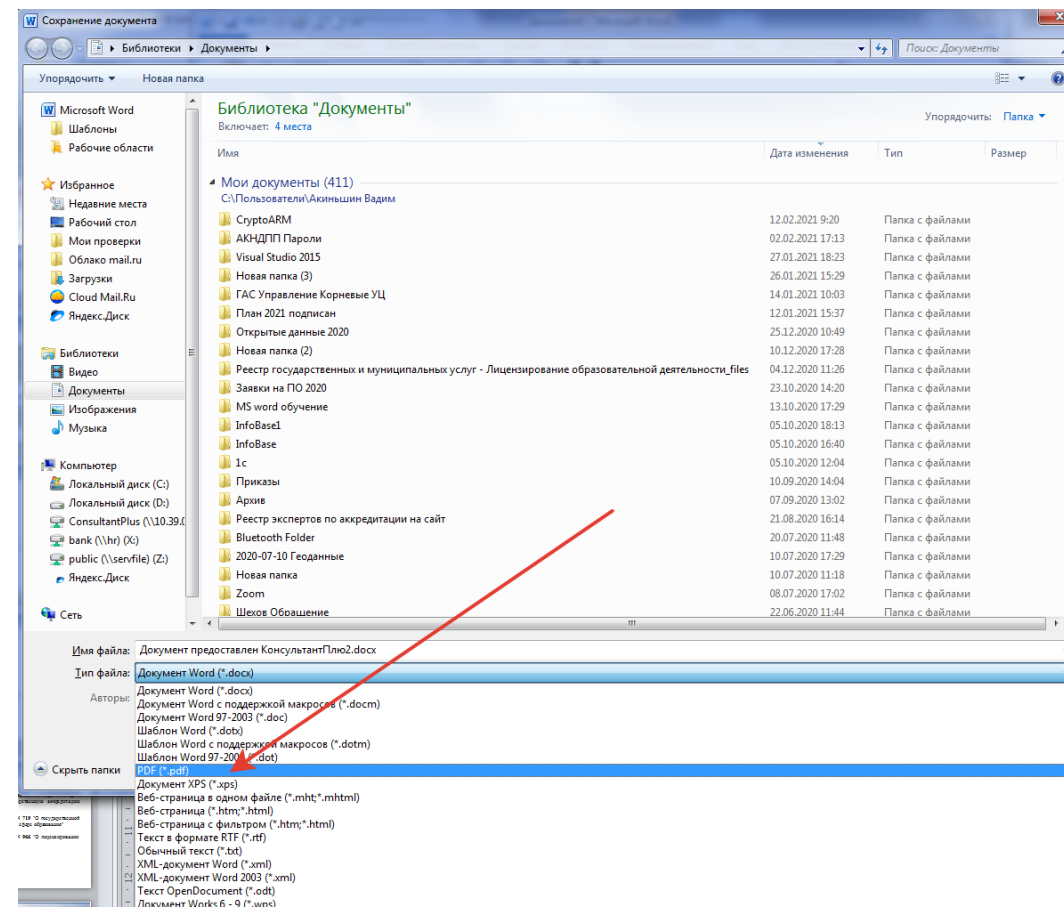 Сохранение документа
Библиотеки Документы
Поиск: Документы
Упорядочить Новая папка
Microsoft Word
Шаблоны
Рабочие области
Избранное
Недавние места
Рабочий стол
Мои проверки
Облако mail.ru
Загрузки
Cloud Mail.Ru
Яндекс.Диск
Библиотеки
Видео
Документы
Изображения
Музыка
Компьютер
Локальный диск (C:)
Локальный диск (D:)
ConsultantPlus (\\10.39.0
bank (\\hr) (X:)
public (\\servfile) (Z:)
Яндекс.Диск
Сеть
Библиотека "Документы"
Включает: 4 места
Упорядочить: Папка
Имя Дата изменения Тип Размер
Мои документы (411)
C:\Пользователи\Акиньшин Вадим
CryptoARM 12.02.2021 9:20 Папка с файлами
АКНДПП Пароли 02.02.2021 17:13 Папка с файлами
Visual Studio 2015 27.01.2021 18:23 Папка с файлами
Новая папка (3) 26.01.2021 15:29 Папка с файлами
ГАС Управление Корневые УЦ 14.01.2021 10:03 Папка с файлами
План 2021 подписан 12.01.2021 15:37 Папка с файлами
Открытые данные 2020 25.12.2020 10:49 Папка с файлами
Новая папка (2) 10.12.2020 17:28 Папка с файлами
Реестр государственных и муниципальных услуг - Лицензирование образовательной деятельности_files 04.12.2020 11:26 Папка с файлами
Заявки на ПО 2020 23.10.2020 14:20 Папка с файлами
MS word обучение 13.10.2020 17:29 Папка с файлами
InfoBase1 05.10.2020 18:13 Папка с файлами
InfoBase 05.10.2020 16:40 Папка с файлами
1c 05.10.2020 12:04 Папка с файлами
Приказы 10.09.2020 14:04 Папка с файлами
Архив 07.09.2020 13:02 Папка с файлами
Реестр экспертов по аккредитации на сайт 21.08.2020 16:14 Папка с файлами
Bluetooth Folder 20.07.2020 11:48 Папка с файлами
2020-07-10 Геоданные 10.07.2020 17:29 Папка с файлами
Новая папка 10.07.2020 11:18 Папка с файлами
Zoom 08.07.2020 17:02 Папка с файлами
Шехов Обращение 22.06.2020 11:44 Папка с файлами
Имя файла: Документ предоставлен КонсультантПлю2.docx
Тип файла: Документ Word (*.docx)
Авторы:
Документ Word (*.docx)
Документ Word с поддержкой макросов (*.docm)
Документ Word 97-2003 (*.doc)
Шаблон Word (*.dotx)
Шаблон Word с поддержкой макросов (*.dotm)
Шаблон Word 97-2003 (*.dot)
PDF (*.pdf)
Документ XPS (*.xps)
Веб-страница в одном файле (*.mht;*.mhtml)
Веб-страница (*.htm;*.html)
Веб-страница с фильтром (*.htm;*.html)
Текст в формате RTF (*.rtf)
Обычный текст (*.txt)
XML-документ Word (*.xml)
XML-документ Word 2003 (*.xml)
Текст OpenDocument (*.odt)
Документ Works 6 - 9 (*.wps)
Скрыть папки